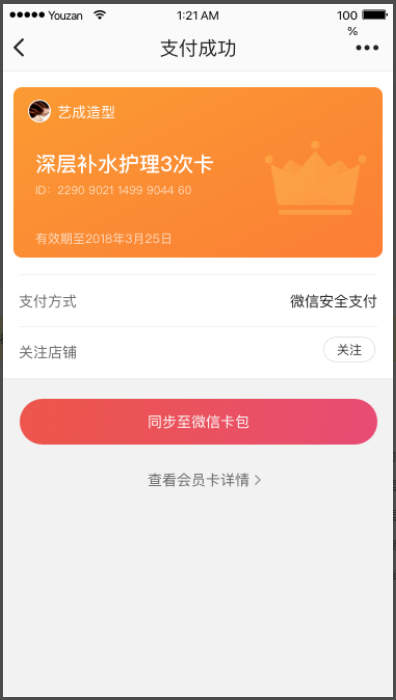 Youzan 1:21 AM 100
%
支付成功
艺成造型
深层补水护理3次卡
ID: 2290 9021 1499 9044 60
有效期至2018年3月25日
支付方式 微信安全支付
关注店铺 关注
同步至微信卡包
查看会员卡详情